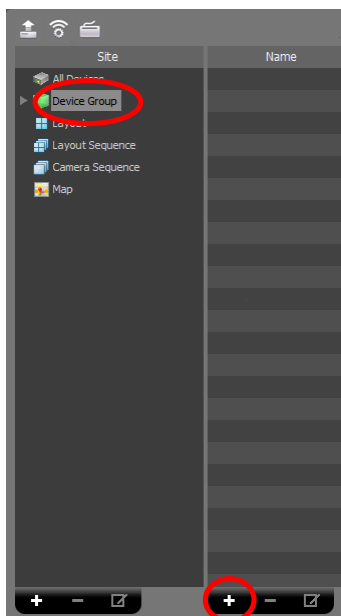 Site
Name
All Devices
Device Group
Layout
Layout Sequence
Camera Sequence
Map